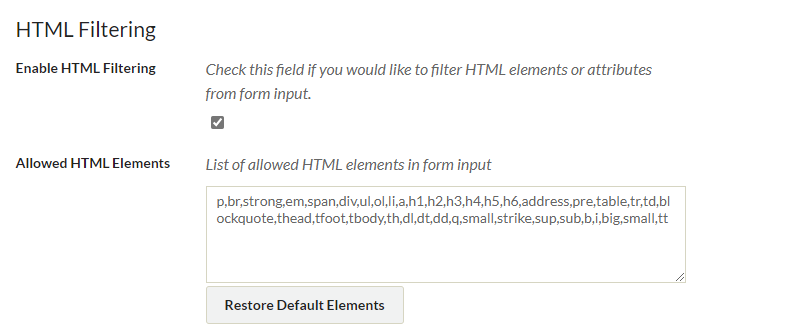 HTML Filtering
Enable HTML Filtering
Check this field if you would like to filter HTML elements or attributes
from form input.
Allowed HTML Elements
List of allowed HTML elements in form input
p,br,strong,em,span,div,ul,ol,li,a,h1,h2,h3,h4,h5,h6,address,pre,table,tr,td,bl
ockquote,thead,tfoot,tbody,th,dl,dt,dd,q,small,strike,sup,sub,b,i,big,small,tt
Restore Default Elements